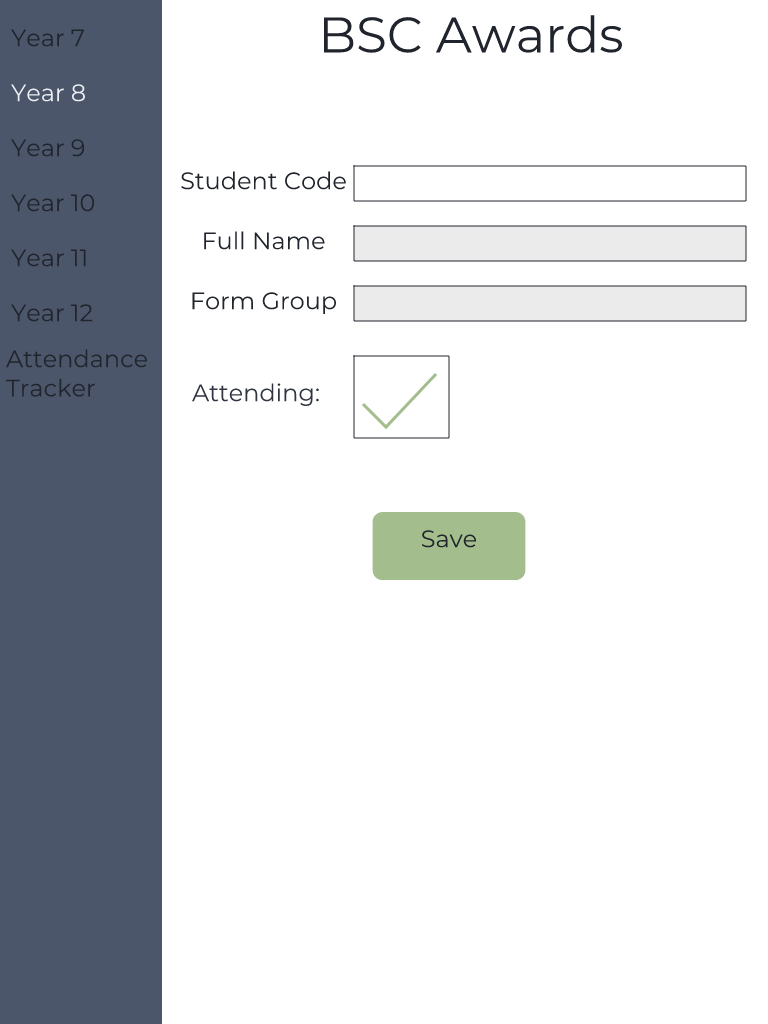 BSC Awards
Year 7
Year 8
Year 9
Year 10
Year 11
Year 12
Attendance
Tracker
Student Code
Full Name
Form Group
Attending:
Save